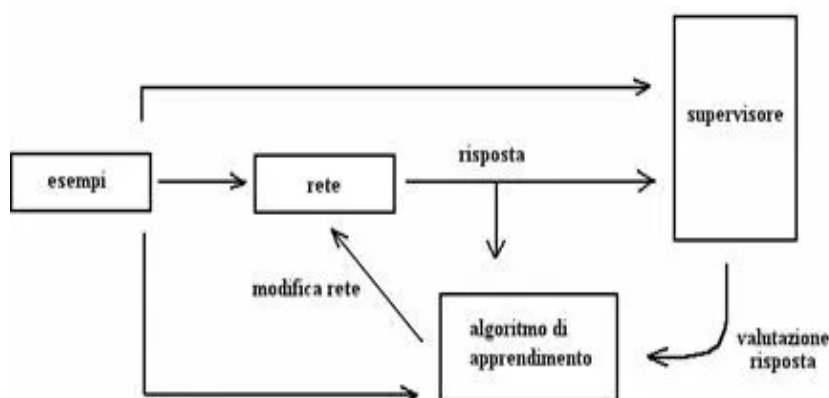 supervisore
risposta
esempi
rete
modifica rete
algoritmo di
apprendimento
valutazione
risposta